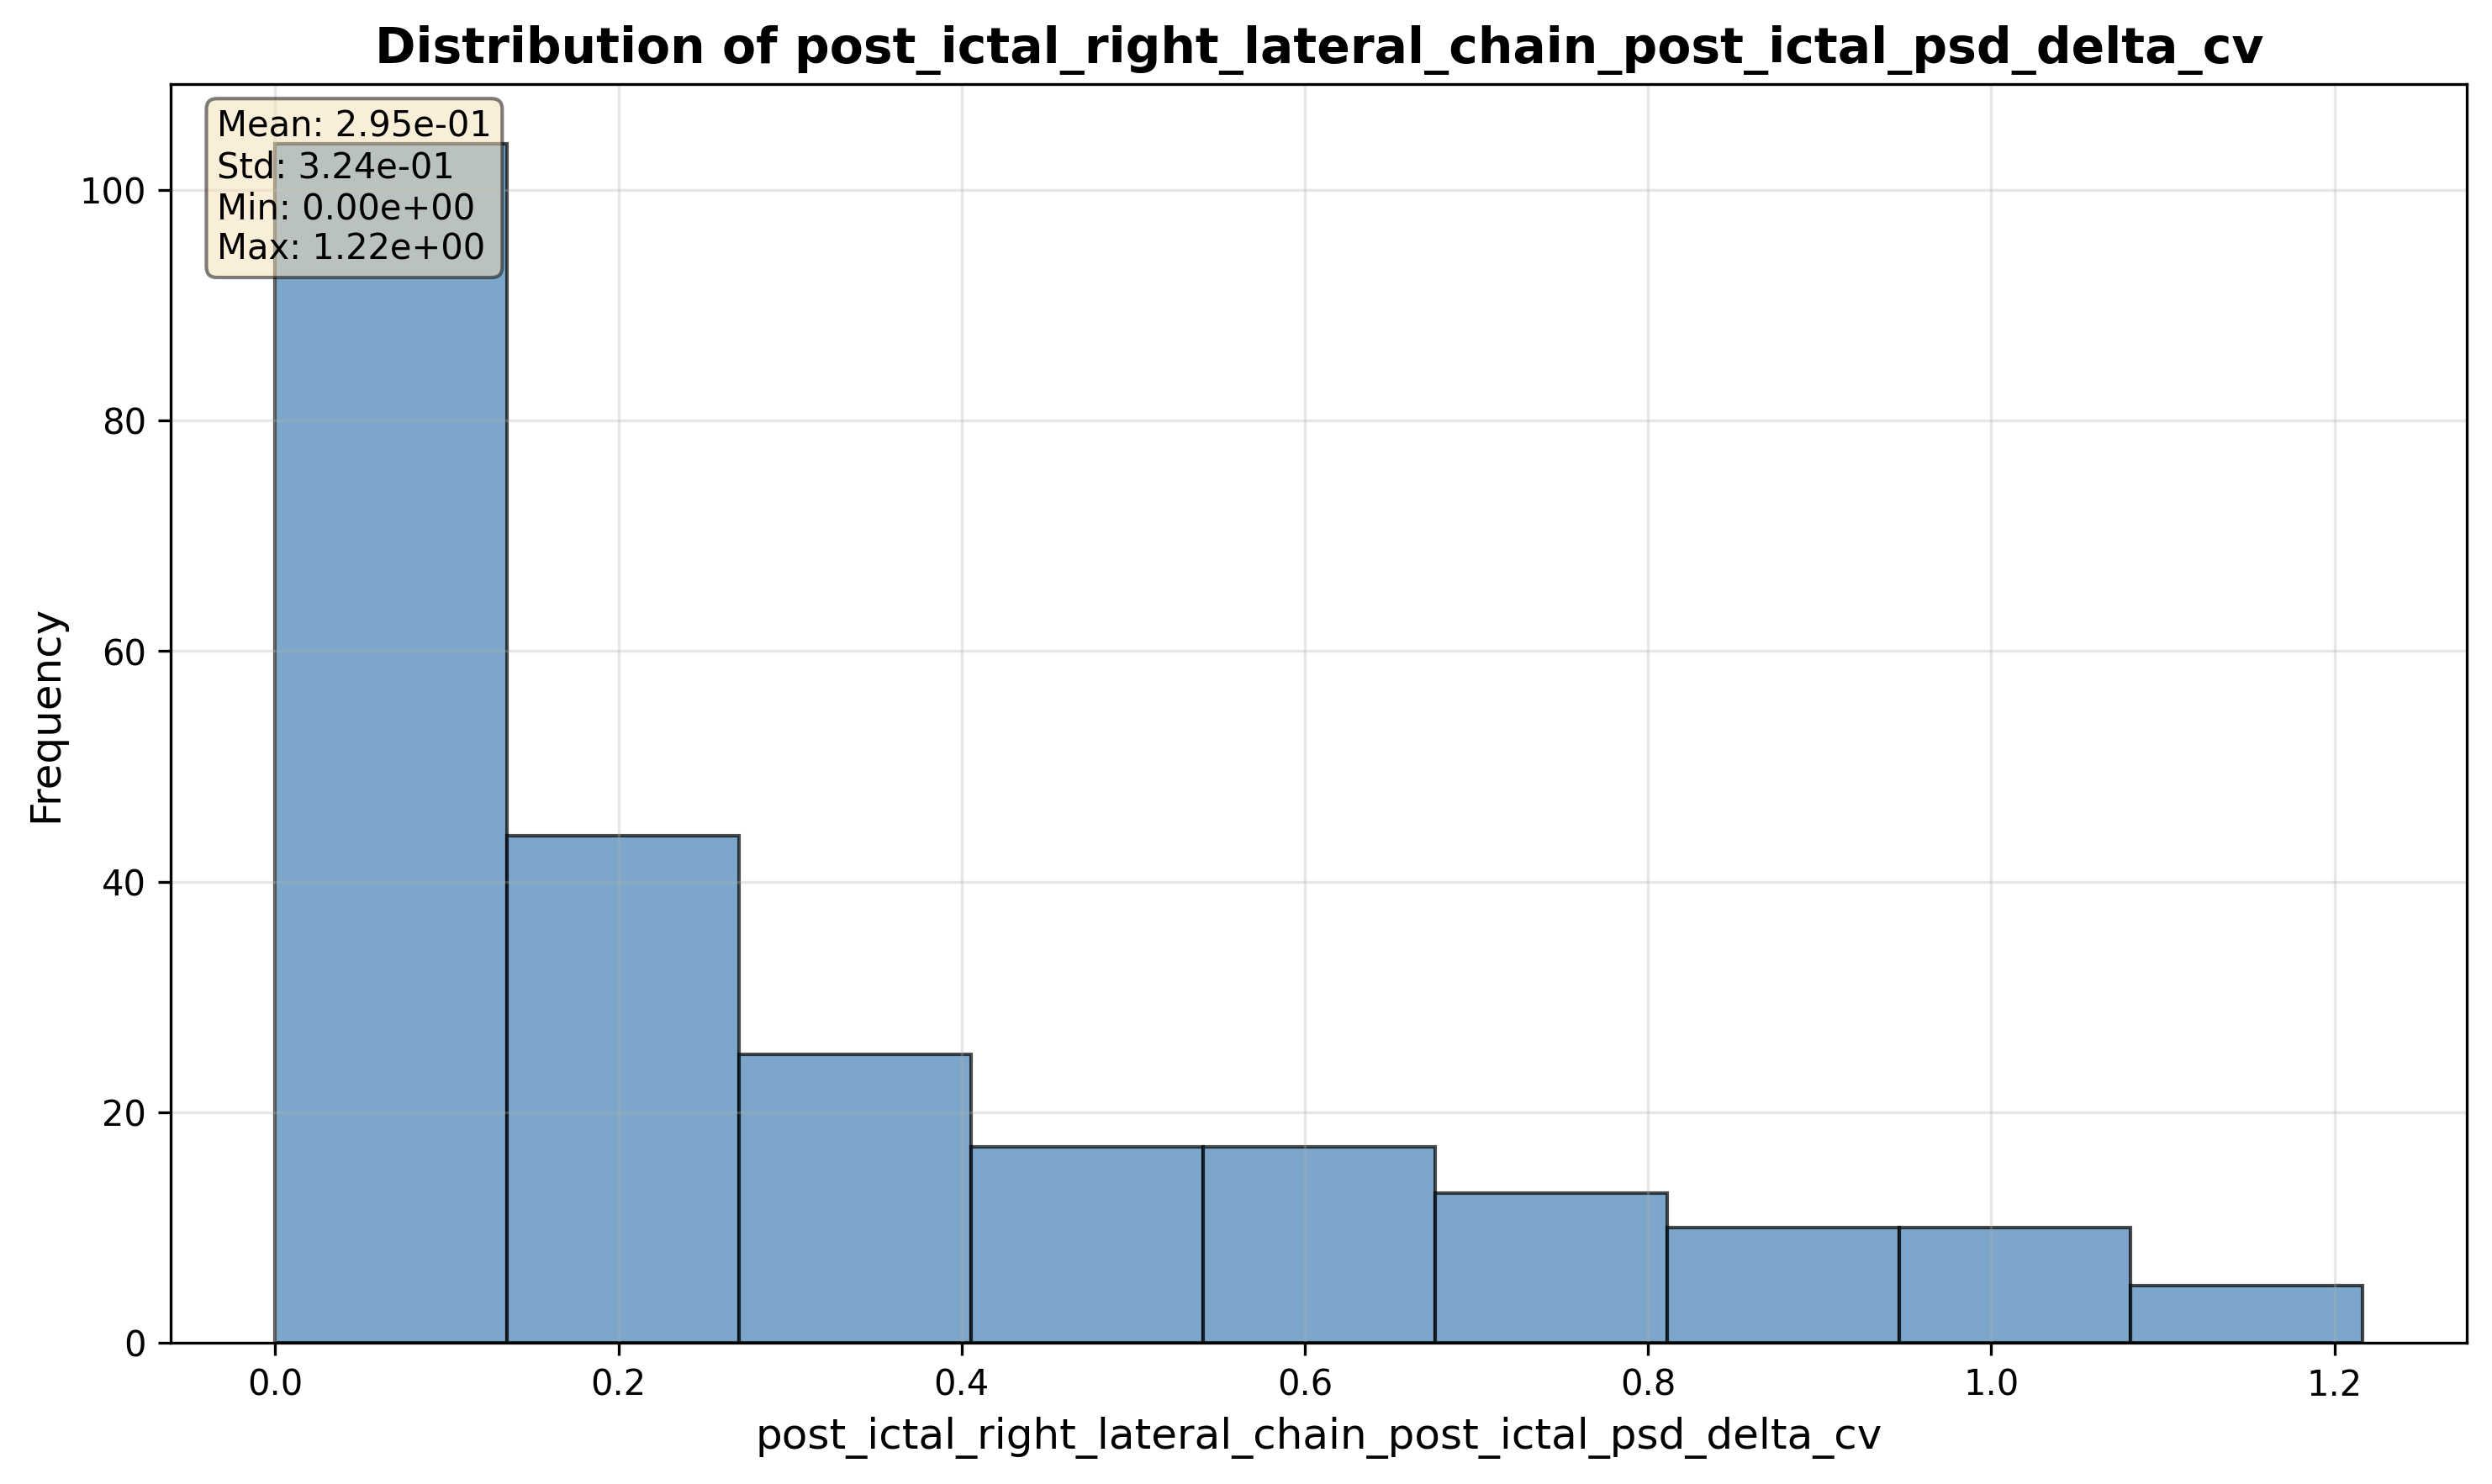 Distribution of post_ictal_right_lateral_chain_post_ictal_psd_delta_cv
Mean: 2.95e-01
Std: 3.24e-01
Min: 0.00e+00
Max: 1.22e+00
Frequency
100
80
60
40
20
0
0.0 0.2 0.4 0.6 0.8 1.0 1.2
post_ictal_right_lateral_chain_post_ictal_psd_delta_cv